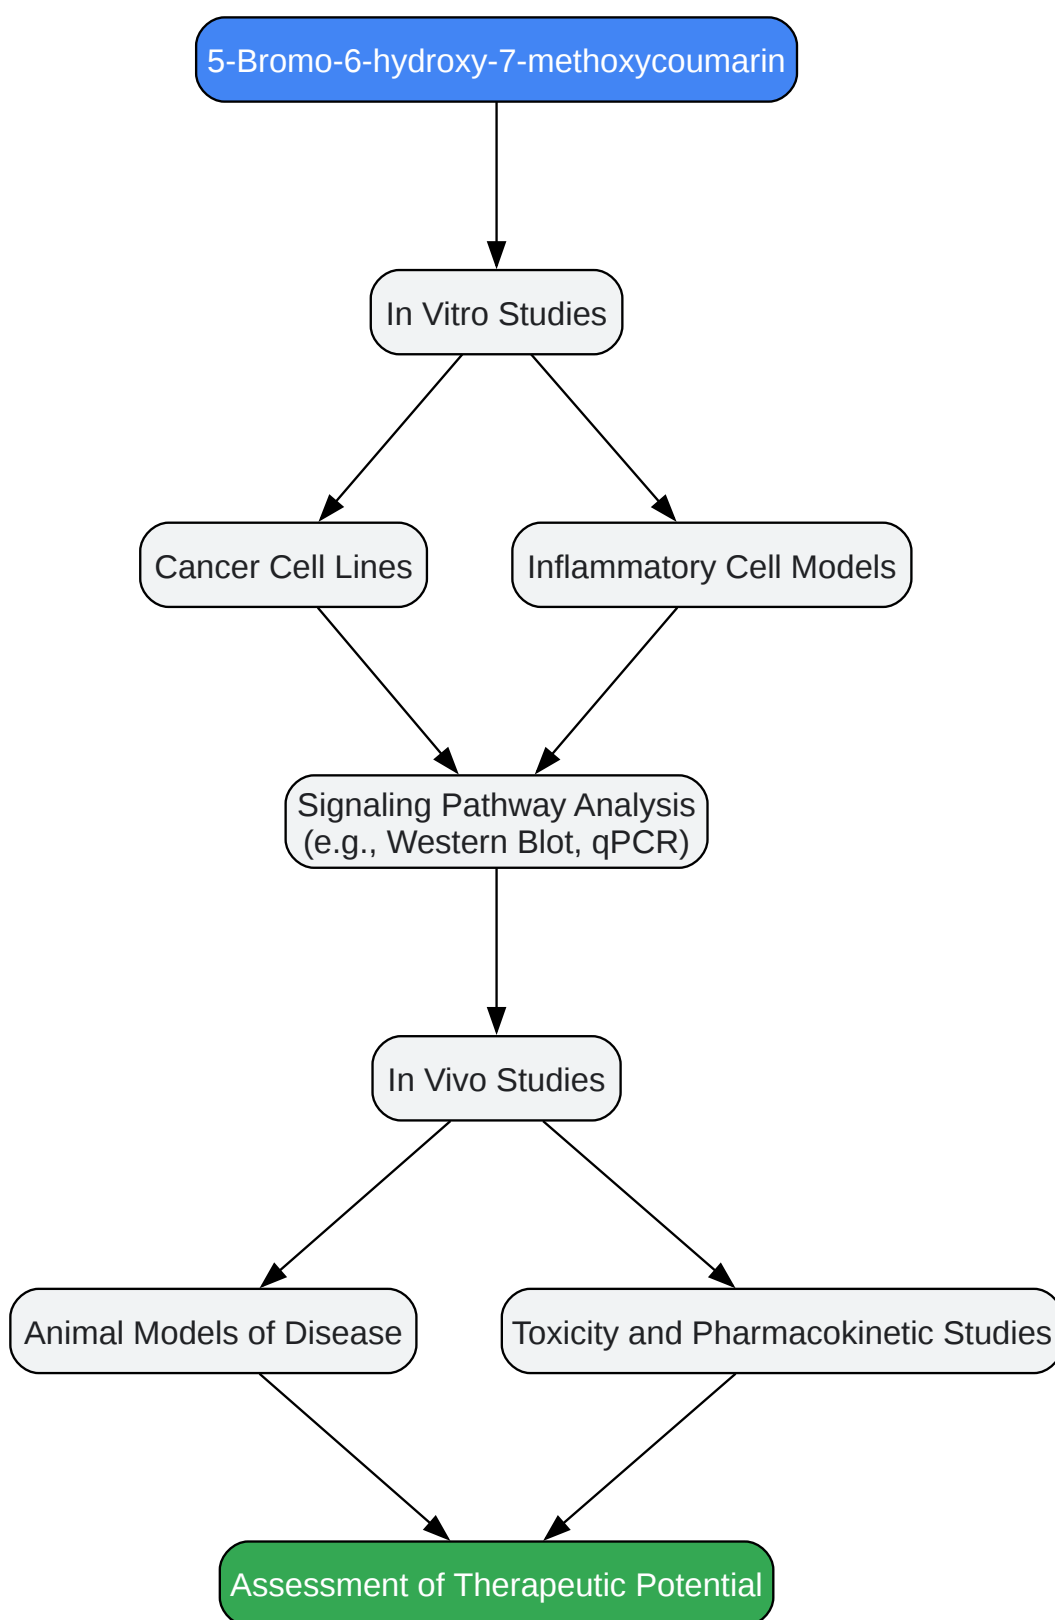 5-Bromo-6-hydroxy-7-methoxycoumarin
In Vitro Studies
Cancer Cell Lines
Inflammatory Cell Models
Signaling Pathway Analysis
(e.g., Western Blot, qPCR)
In Vivo Studies
Animal Models of Disease
Toxicity and Pharmacokinetic Studies
Assessment of Therapeutic Potential